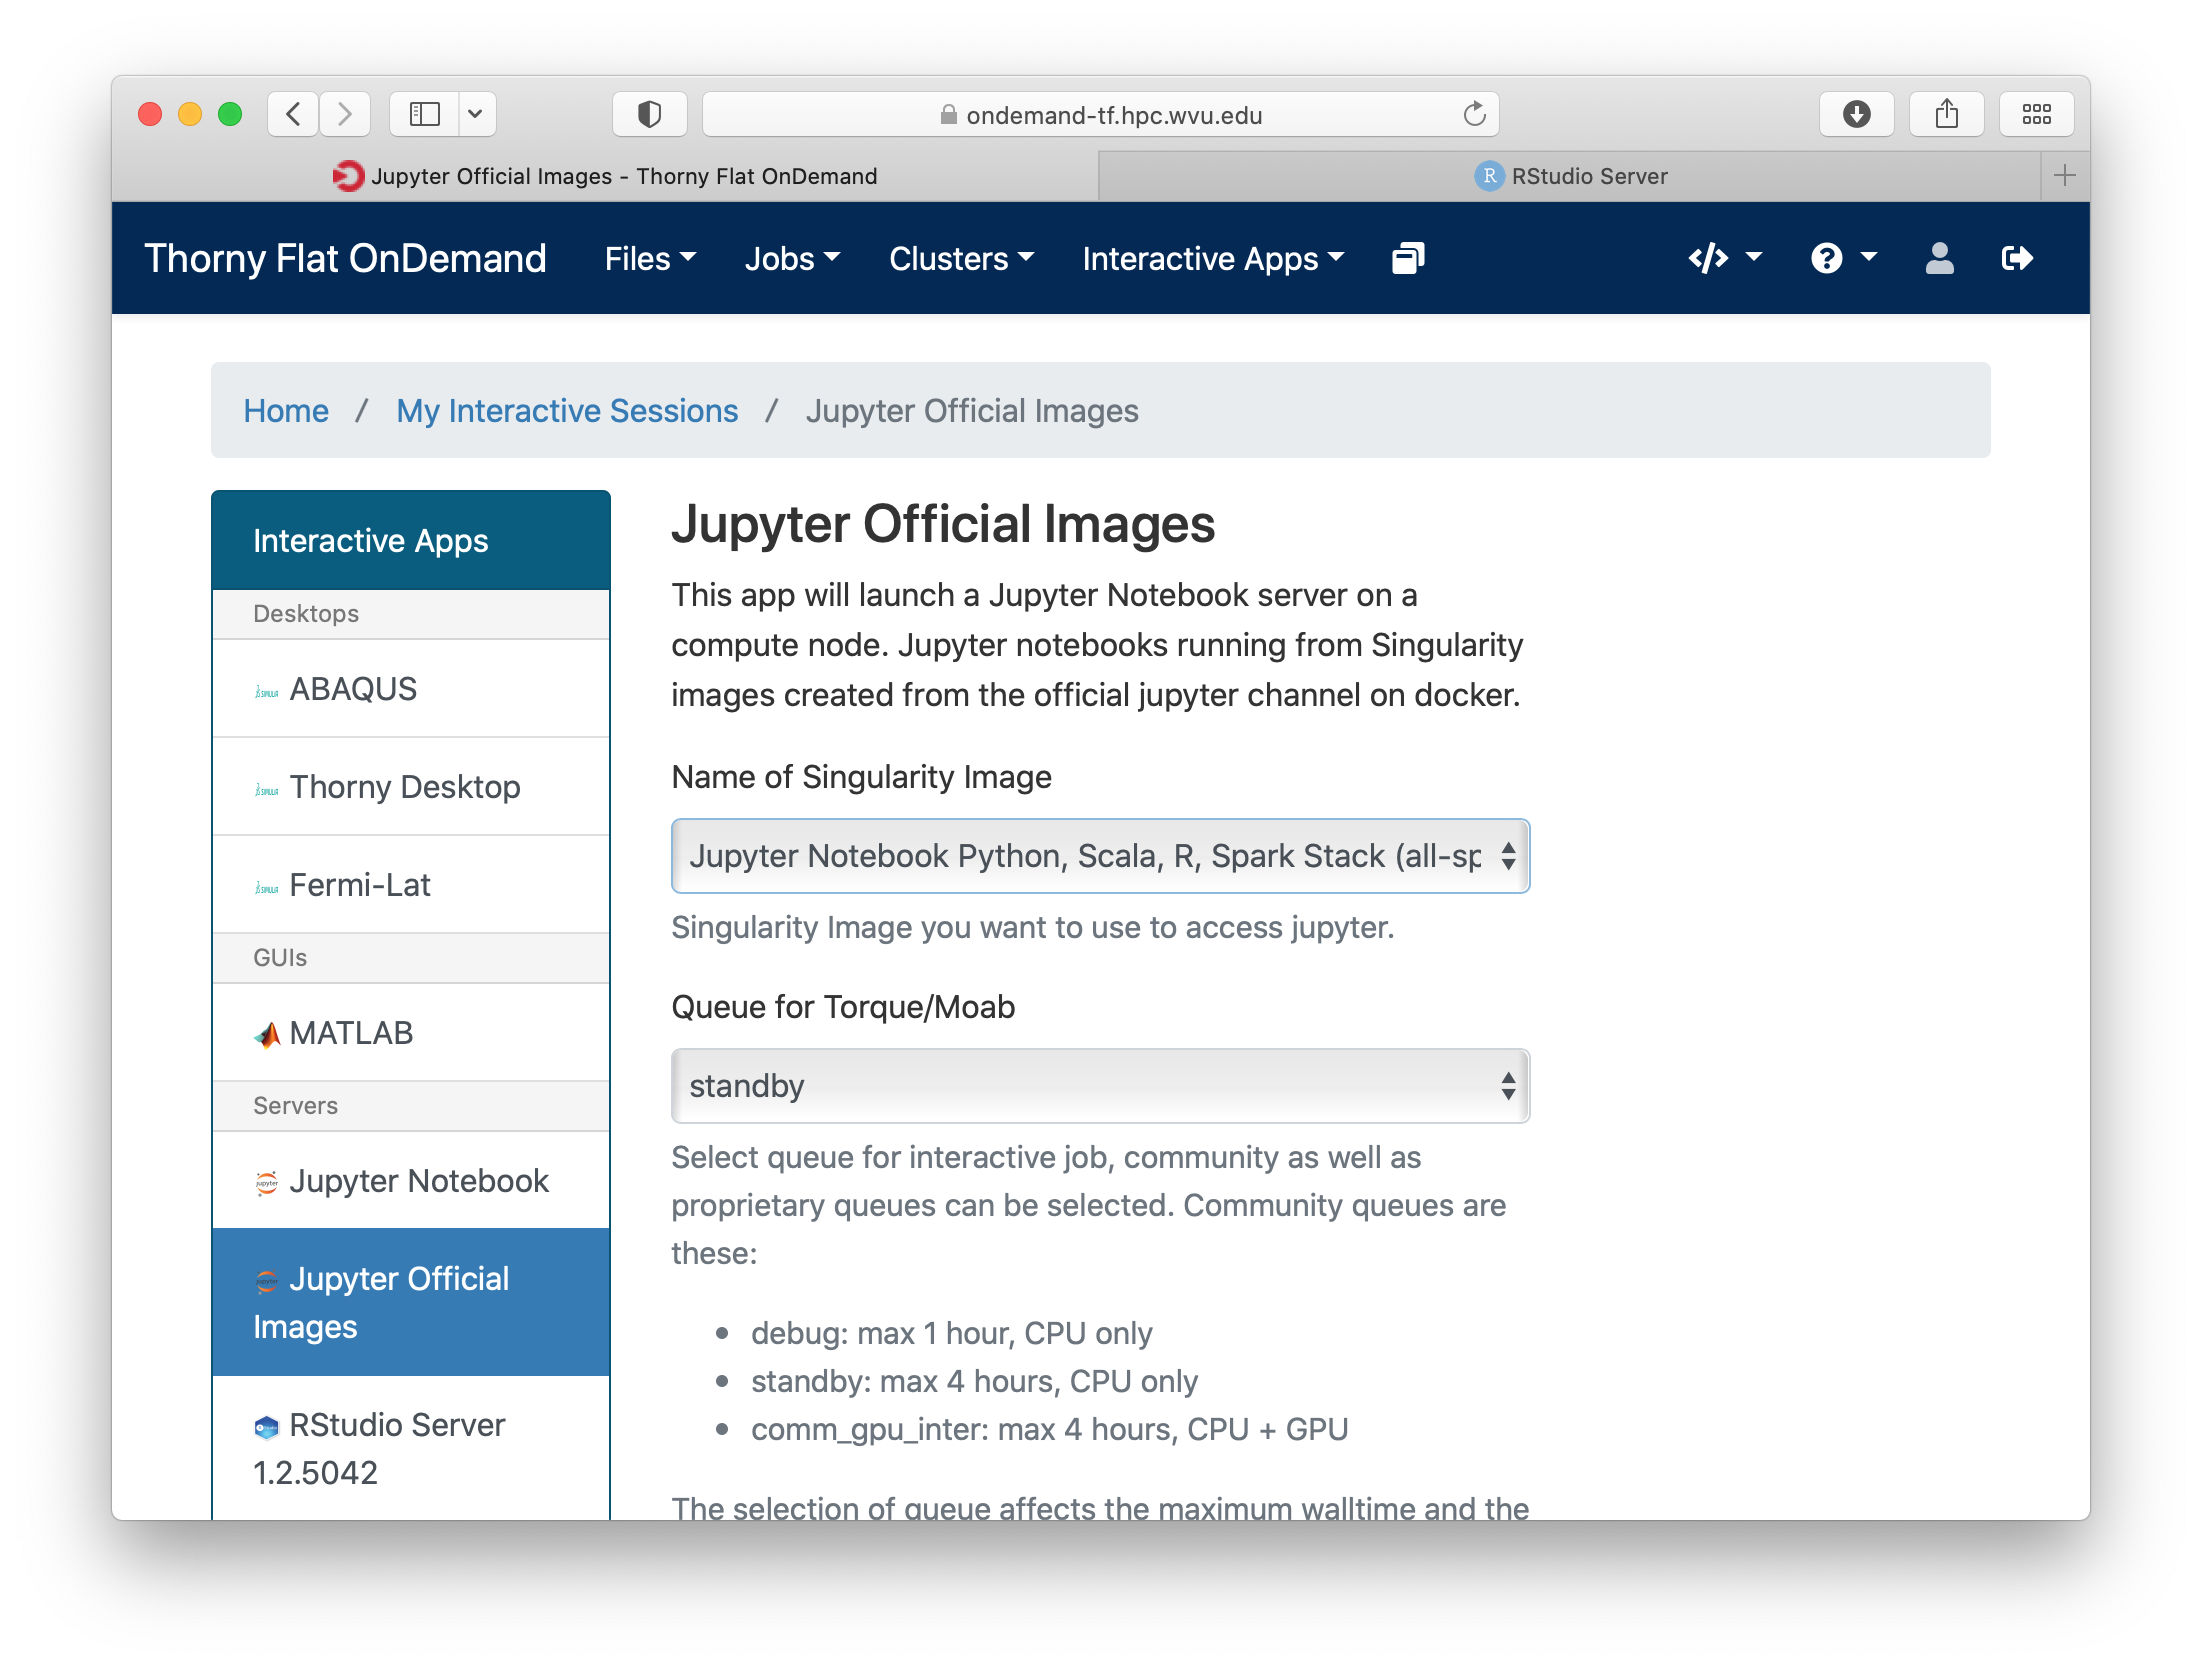 ondemand-tf.hpc.wvu.edu
Jupyter Official Images - Thorny Flat OnDemand
R RStudio Server
Thorny Flat OnDemand Files Jobs Clusters Interactive Apps
Home / My Interactive Sessions / Jupyter Official Images
Interactive Apps
Desktops
ABAQUS
Thorny Desktop
Fermi-Lat
GUIs
MATLAB
Servers
Jupyter Notebook
Jupyter Official
Images
RStudio Server
1.2.5042
Jupyter Official Images
This app will launch a Jupyter Notebook server on a
compute node. Jupyter notebooks running from Singularity
images created from the official jupyter channel on docker.
Name of Singularity Image
Jupyter Notebook Python, Scala, R, Spark Stack (all-sp
Singularity Image you want to use to access jupyter.
Queue for Torque/Moab
standby
Select queue for interactive job, community as well as
proprietary queues can be selected. Community queues are
these:
• debug: max 1 hour, CPU only
• standby: max 4 hours, CPU only
• comm_gpu_inter: max 4 hours, CPU + GPU
The selection of queue affects the maximum walltime and the